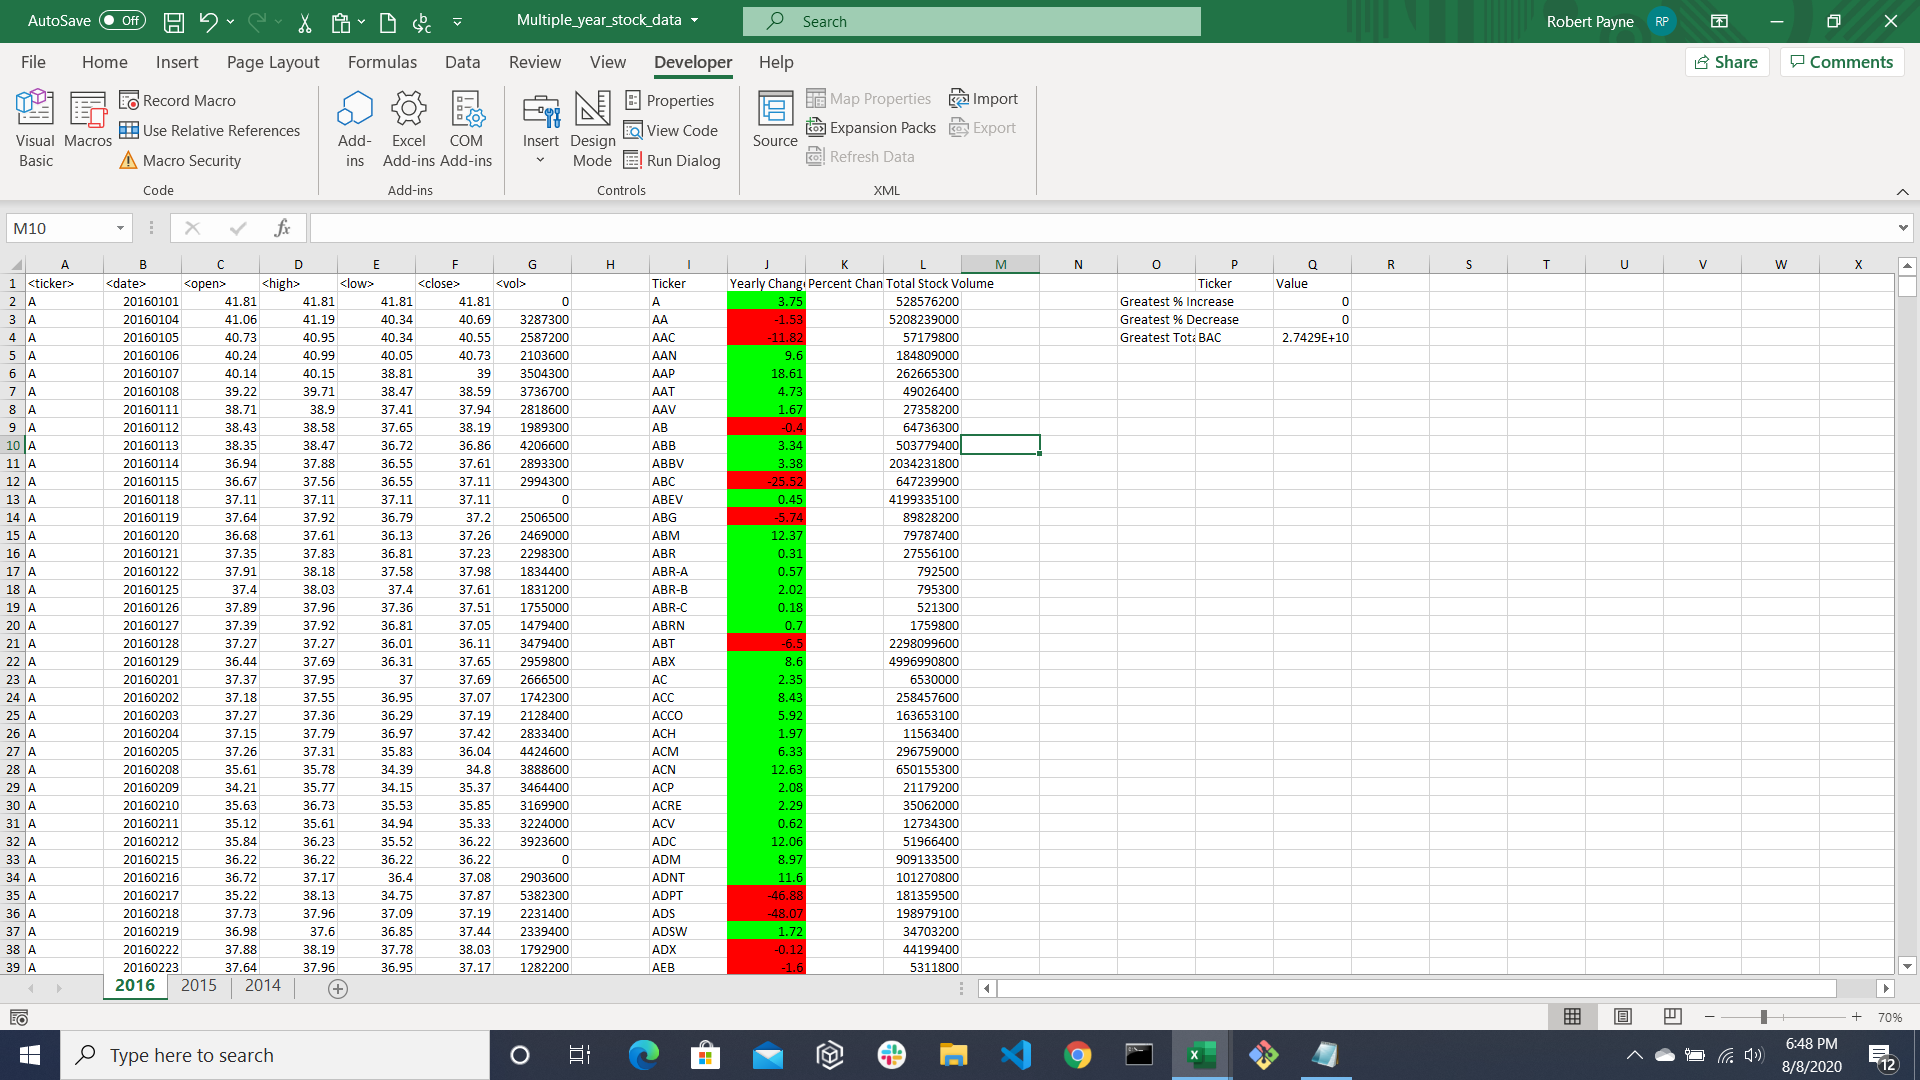 AutoSave Off Multiple_year_stock_data Search Robert Payne RP
File Home Insert Page Layout Formulas Data Review View Developer Help Share Comments
Visual Basic Macros Record Macro Use Relative References Macro Security Code
Add-ins Excel Add-ins COM Add-ins Add-ins
Insert Design Mode Properties View Code Run Dialog Controls
Source Map Properties Expansion Packs Refresh Data Import Export XML
M10 fx
A B C D E F G H I J K L M N O P Q R S T U V W X
1 <ticker> <date> <open> <high> <low> <close> <vol> Ticker Yearly Change Percent Chan Total Stock Volume Ticker Value
2 A 20160101 41.81 41.81 41.81 41.81 0 A 3.75 528576200 Greatest % Increase 0
3 A 20160104 41.06 41.19 40.34 40.69 3287300 AA -1.53 5208239000 Greatest % Decrease 0
4 A 20160105 40.73 40.95 40.34 40.55 2587200 AAC -11.82 57179800 Greatest Tota BAC 2.7429E+10
5 A 20160106 40.24 40.99 40.05 40.73 2103600 AAN 9.6 184809000
6 A 20160107 40.14 40.15 38.81 39 3504300 AAP 18.61 262665300
7 A 20160108 39.22 39.71 38.47 38.59 3736700 AAT 4.73 49026400
8 A 20160111 38.71 38.9 37.41 37.94 2818600 AAV 1.67 27358200
9 A 20160112 38.43 38.58 37.65 38.19 1989300 AB -0.4 64736300
10 A 20160113 38.35 38.47 36.72 36.86 4206600 ABB 3.34 503779400
11 A 20160114 36.94 37.88 36.55 37.61 2893300 ABBV 3.38 2034231800
12 A 20160115 36.67 37.56 36.55 37.11 2994300 ABC -25.52 647239900
13 A 20160118 37.11 37.11 37.11 37.11 0 ABEV 0.45 4199335100
14 A 20160119 37.64 37.92 36.79 37.2 2506500 ABG -5.74 89828200
15 A 20160120 36.68 37.61 36.13 37.26 2469000 ABM 12.37 79787400
16 A 20160121 37.35 37.83 36.81 37.23 2298300 ABR 0.31 27556100
17 A 20160122 37.91 38.18 37.58 37.98 1834400 ABR-A 0.57 792500
18 A 20160125 37.4 38.03 37.4 37.61 1831200 ABR-B 2.02 795300
19 A 20160126 37.89 37.96 37.36 37.51 1755000 ABR-C 0.18 521300
20 A 20160127 37.39 37.92 36.81 37.05 1479400 ABRN 0.7 1759800
21 A 20160128 37.27 37.27 36.01 36.11 3479400 ABT -6.5 2298099600
22 A 20160129 36.44 37.69 36.31 37.65 2959800 ABX 8.6 4996990800
23 A 20160201 37.37 37.95 37 37.69 2666500 AC 2.35 6530000
24 A 20160202 37.18 37.55 36.95 37.07 1742300 ACC 8.43 258457600
25 A 20160203 37.27 37.36 36.29 37.19 2128400 ACCO 5.92 163653100
26 A 20160204 37.15 37.79 36.97 37.42 2833400 ACH 1.97 11563400
27 A 20160205 37.26 37.31 35.83 36.04 4424600 ACM 6.33 296759000
28 A 20160208 35.61 35.78 34.39 34.8 3888600 ACN 12.63 650155300
29 A 20160209 34.21 35.77 34.15 35.37 3464400 ACP 2.08 21179200
30 A 20160210 35.63 36.73 35.53 35.85 3169900 ACRE 2.29 35062000
31 A 20160211 35.12 35.61 34.94 35.33 3224000 ACV 0.62 12734300
32 A 20160212 35.84 36.23 35.52 36.22 3923600 ADC 12.06 51966400
33 A 20160215 36.22 36.22 36.22 36.22 0 ADM 8.97 909133500
34 A 20160216 36.72 37.17 36.4 37.08 2903600 ADNT 11.6 101270800
35 A 20160217 35.22 38.13 34.75 37.87 5382300 ADPT -46.88 181359500
36 A 20160218 37.73 37.96 37.09 37.19 2231400 ADS -48.07 198979100
37 A 20160219 36.98 37.6 36.85 37.44 2339400 ADSW 1.72 34703200
38 A 20160222 37.88 38.19 37.78 38.03 1792900 ADX -0.12 44199400
39 A 20160223 37.64 37.96 36.95 37.17 1282200 AEB -1.6 5311800
2016 2015 2014
70%
Type here to search 6:48 PM
8/8/2020 12